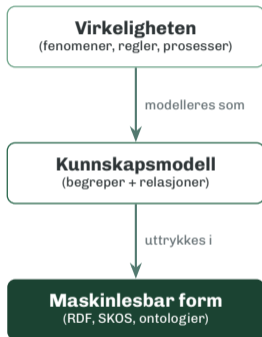 Virkeligheten
(fenomener, regler, prosesser)
modelleres som
Kunnskapsmodell
(begreper + relasjoner)
uttrykkes i
Maskinlesbar form
(RDF, SKOS, ontologier)